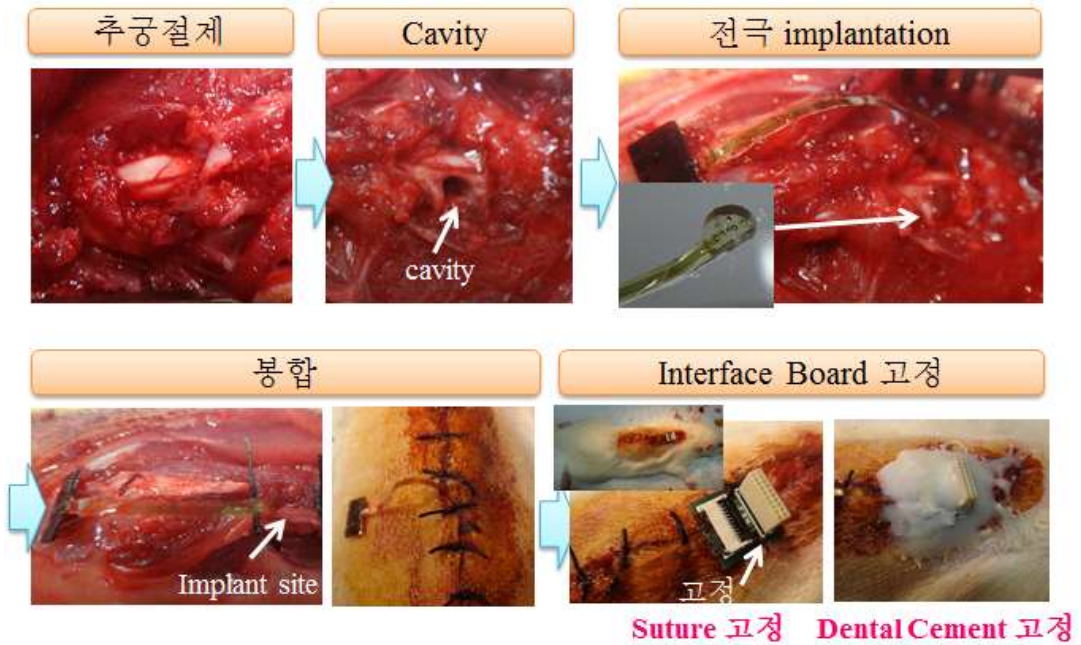 추궁절제
Cavity
전극 implantation
cavity
봉합
Interface Board 고정
Implant site
고정
Suture 고정
Dental Cement 고정